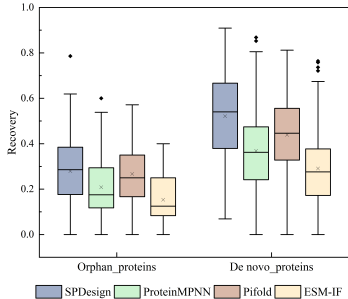 1.0
0.8
0.6
0.4
0.2
0.0
Recovery
Orphan_proteins De novo_proteins
SPDesign ProteinMPNN Pifold ESM-IF